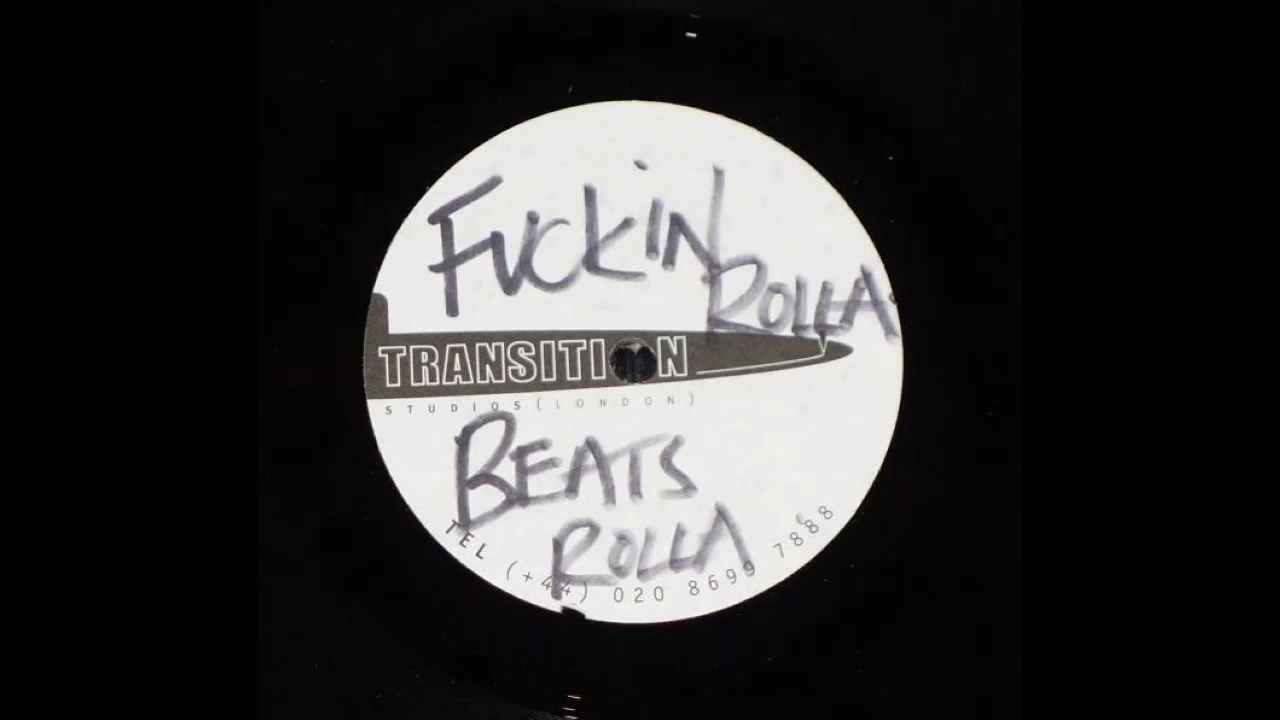 FUCKiN
ROLLA
TRANSITION
STUDIOS (LONDON)
BEATS
ROLLA
TEL (+44) 020 8699 7888